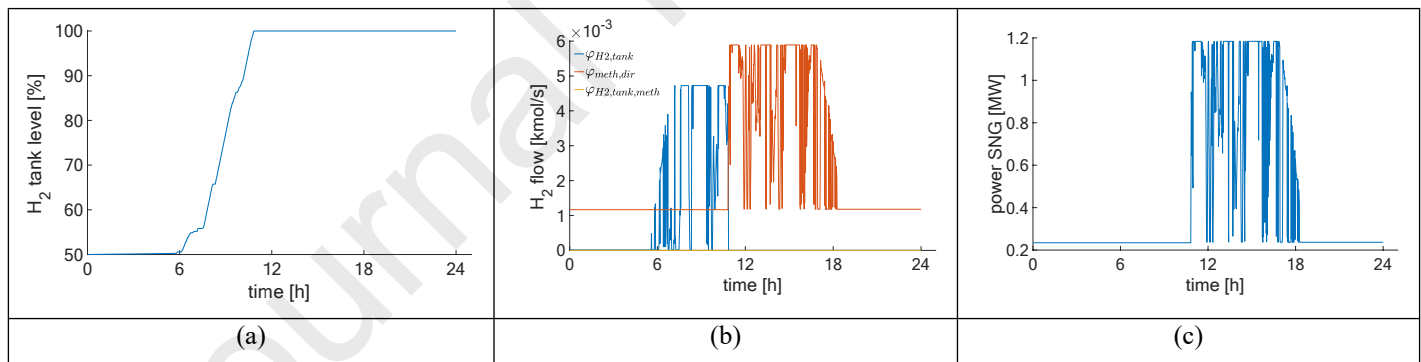 100
90
80
70
60
50
H₂ tank level [%]
0
6
12
18
24
time [h]
×10⁻³
6
5
4
3
2
1
0
H₂ flow [kmol/s]
φH2,tank
φmeth,dir
φH2,tank,meth
0
6
12
18
24
time [h]
1.2
1.0
0.8
0.6
0.4
0.2
power SNG [MW]
0
6
12
18
24
time [h]
(a)
(b)
(c)